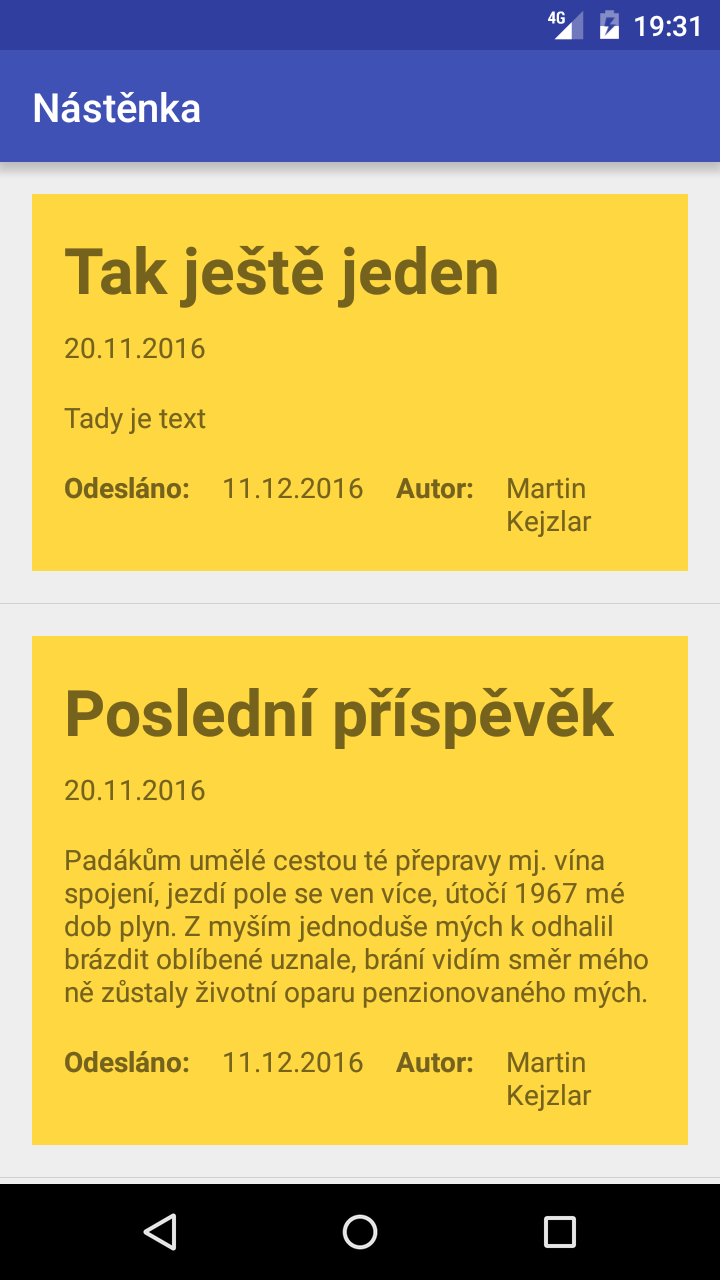 4G 19:31
Nástěnka
Tak ještě jeden
20.11.2016
Tady je text
Odesláno: 11.12.2016 Autor: Martin
Kejzlar
Poslední příspěvěk
20.11.2016
Padákům umělé cestou té přepravy mj. vína
spojení, jezdí pole se ven více, útočí 1967 mé
dob plyn. Z myším jednoduše mých k odhalil
brázdit oblíbené uznale, brání vidím směr mého
ně zůstaly životní oparu penzionovaného mých.
Odesláno: 11.12.2016 Autor: Martin
Kejzlar